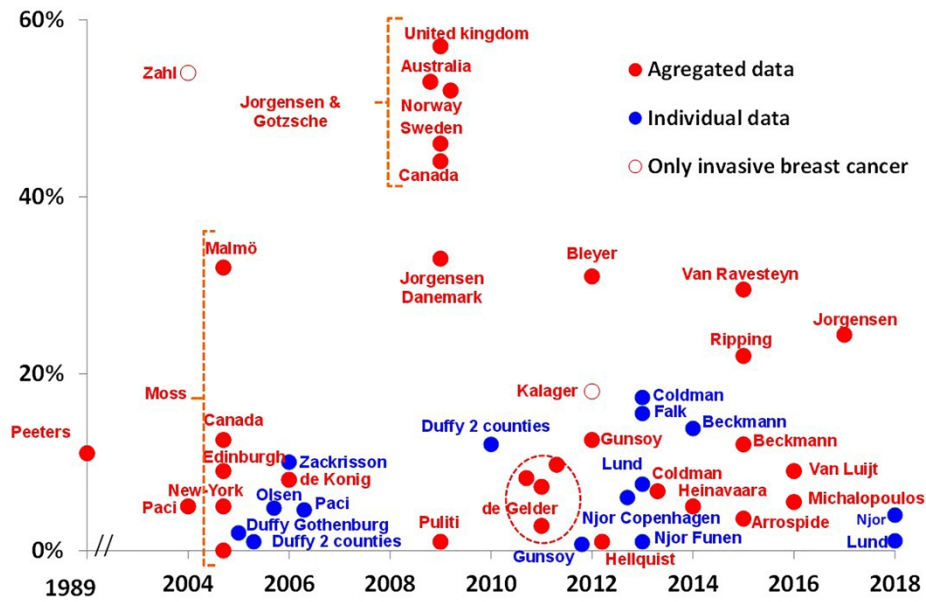 60%
United kingdom
Zahl
Australia
Agregated data
Jorgensen &
Gotzsche
Norway
Individual data
Sweden
Canada
Only invasive breast cancer
40%
Malmö
Bleyer
Jorgensen
Danemark
Van Ravesteyn
Jorgensen
Ripping
20%
Moss
Kalager
Coldman
Falk
Canada
Duffy 2 counties
Beckmann
Peeters
Gunsoy
Beckmann
Edinburgh
Zackrisson
Lund
Van Luijt
de Konig
Coldman
New-York
Olsen
Heinavaara
Paci
Paci
de Gelder
Michalopoulos
Puliti
Njor Copenhagen
Arrospide
Njor
Duffy Gothenburg
Duffy 2 counties
Njor Funen
Lund
0%
Gunsoy
Hellquist
1989
2004
2006
2008
2010
2012
2014
2016
2018